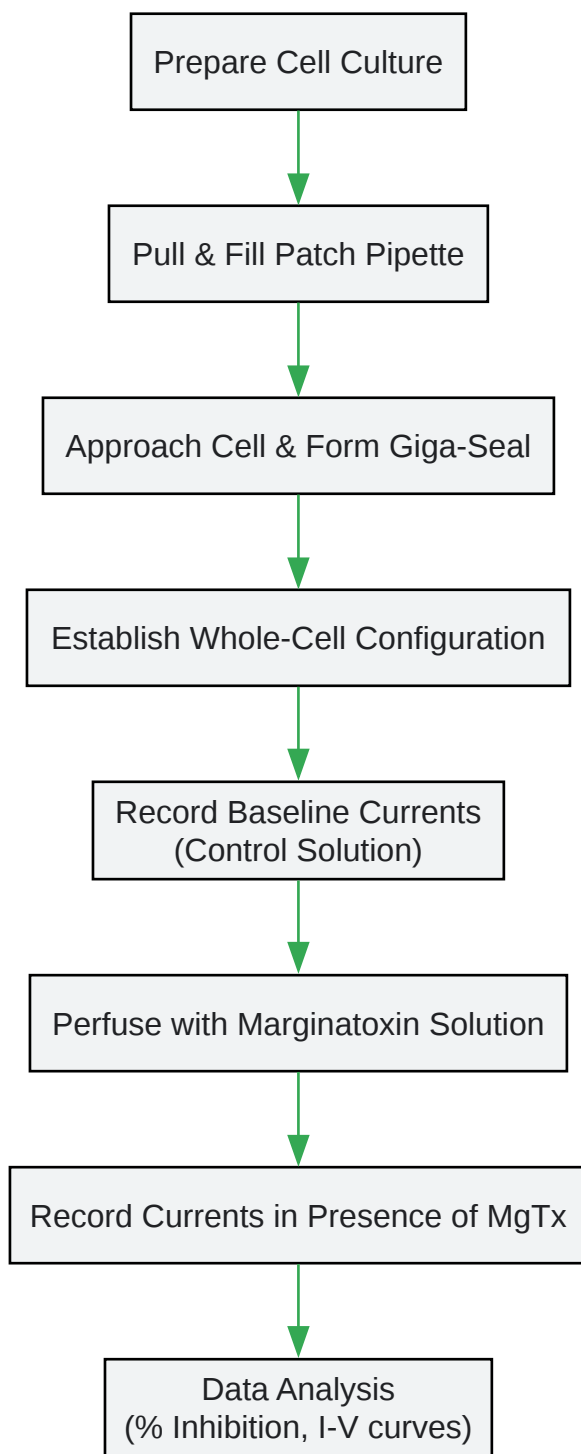 Prepare Cell Culture
Pull & Fill Patch Pipette
Approach Cell & Form Giga-Seal
Establish Whole-Cell Configuration
Record Baseline Currents
(Control Solution)
Perfuse with Marginatoxin Solution
Record Currents in Presence of MgTx
Data Analysis
(% Inhibition, I-V curves)